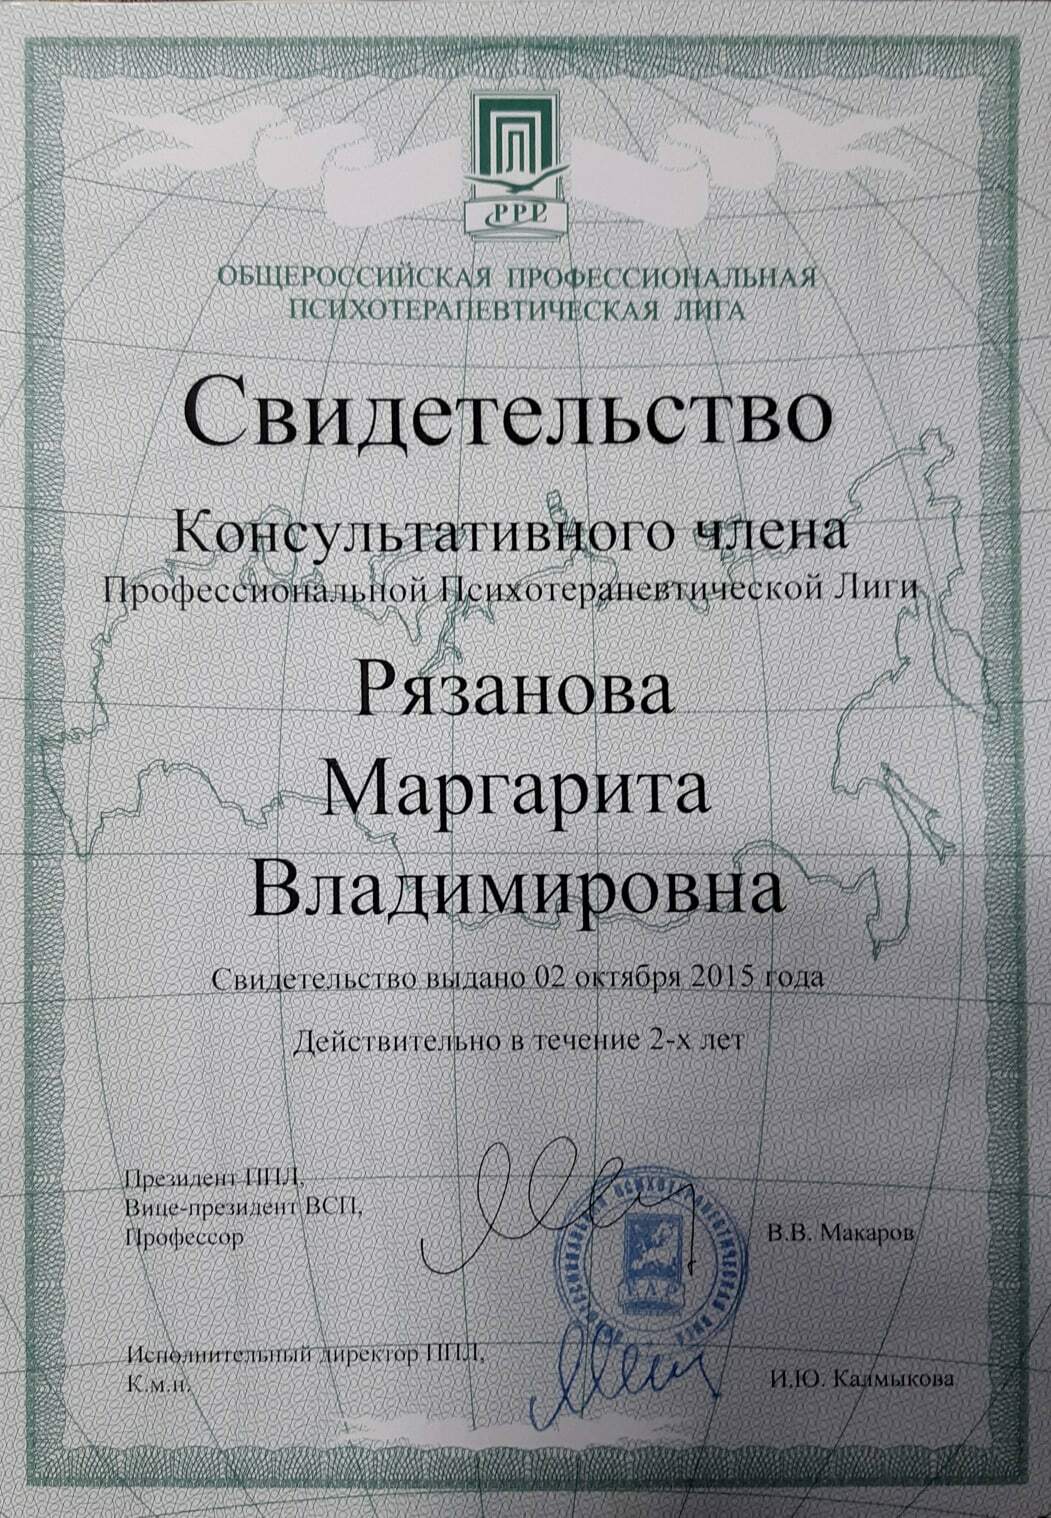 РРР
ОБЩЕРОССИЙСКАЯ ПРОФЕССИОНАЛЬНАЯ
ПСИХОТЕРАПЕВТИЧЕСКАЯ ЛИГА
Свидетельство
Консультативного члена
Профессиональной Психотерапевтической Лиги
Рязанова
Маргарита
Владимировна
Свидетельство выдано 02 октября 2015 года
Действительно в течение 2-х лет
Президент ППЛ,
Вице-президент ВСП,
Профессор
В.В. Макаров
Исполнительный директор ППЛ,
К.м.н.
И.Ю. Калмыкова